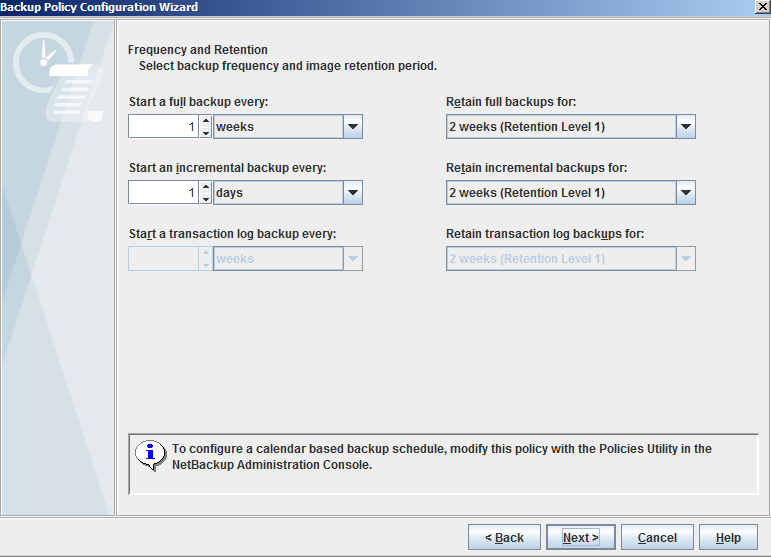 Backup Policy Configuration Wizard
Frequency and Retention
Select backup frequency and image retention period.
Start a full backup every:
Retain full backups for:
1 weeks
2 weeks (Retention Level 1)
Start an incremental backup every:
Retain incremental backups for:
1 days
2 weeks (Retention Level 1)
Start a transaction log backup every:
Retain transaction log backups for:
weeks
2 weeks (Retention Level 1)
To configure a calendar based backup schedule, modify this policy with the Policies Utility in the
NetBackup Administration Console.
< Back
Next >
Cancel
Help